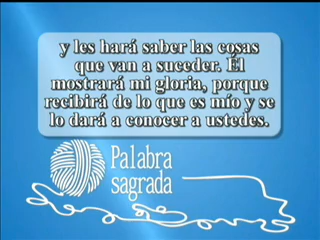 y les hará saber las cosas
que van a suceder. Él
mostrará mi gloria, porque
recibirá de lo que es mío y se
lo dará a conocer a ustedes.
Palabra
sagrada